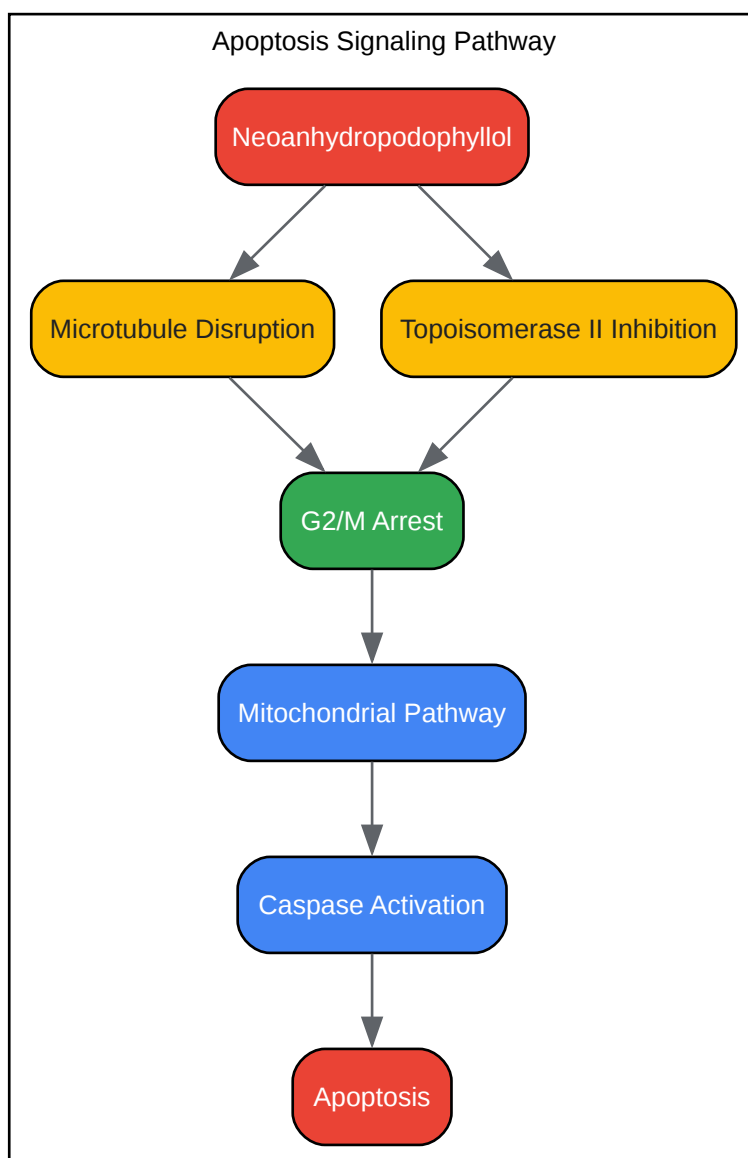 Apoptosis Signaling Pathway
Neoanhydropodophyllol
Microtubule Disruption
Topoisomerase II Inhibition
G2/M Arrest
Mitochondrial Pathway
Caspase Activation
Apoptosis